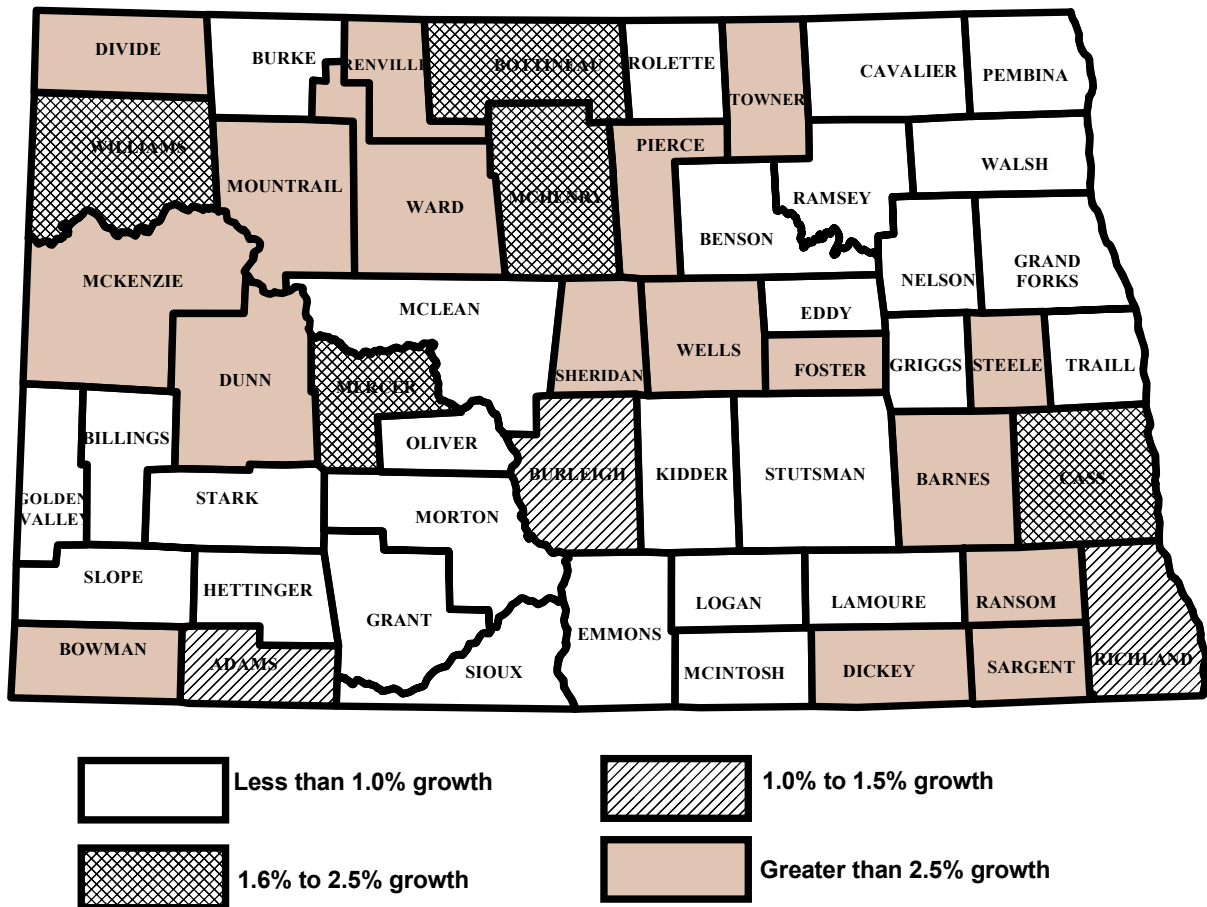 DIVIDE
BURKE
RENVILLE
BOTTINEAU
ROLETTE
TOWNER
CAVALIER
PEMBINA
WILLIAMS
MOUNTRAIL
WARD
MCHENRY
PIERCE
BENSON
RAMSEY
WALSH
MCKENZIE
MCLEAN
SHERIDAN
WELLS
EDDY
FOSTER
NELSON
GRAND
FORKS
DUNN
MERCER
OLIVER
GRIGGS
STEELE
TRAILL
BILLINGS
GOLDEN
VALLEY
STARK
MORTON
BURLEIGH
KIDDER
STUTSMAN
BARNES
CASS
SLOPE
HETTINGER
GRANT
EMMONS
LOGAN
LAMOURE
RANSOM
BOWMAN
ADAMS
SIOUX
MCINTOSH
DICKEY
SARGENT
RICHLAND
Less than 1.0% growth
1.0% to 1.5% growth
1.6% to 2.5% growth
Greater than 2.5% growth